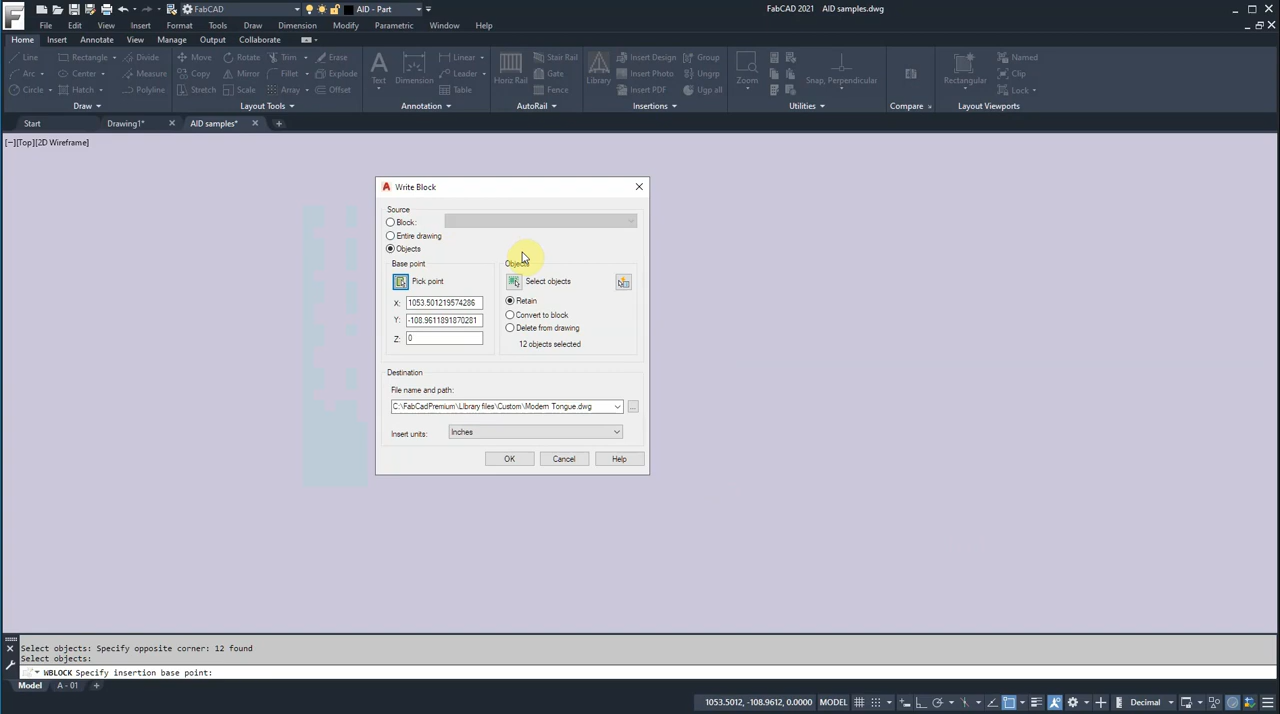 FabCAD
AID - Part
FabCAD 2021 AID samples.dwg
File Edit View Insert Format Tools Draw Dimension Modify Parametric Window Help
Home Insert Annotate View Manage Output Collaborate
Line Rectangle Divide Move Rotate Trim Erase Linear Stair Rail Insert Design Group Named
Arc Center Measure Copy Mirror Fillet Explode Text Dimension Leader Horiz Rail Gate Library Insert Photo Ungrp Zoom Snap, Perpendicular Rectangular Clip
Circle Hatch Polyline Stretch Scale Array Offset Table Fence Insert PDF Ugp all Lock
Draw Layout Tools Annotation AutoRail Insertions Utilities Compare Layout Viewports
Start Drawing1* AID samples*
[−][Top][2D Wireframe]
A Write Block
Source
Block:
Entire drawing
Objects
Base point Objects
Pick point Select objects
X: 1053.501219574286 Retain
Y: -108.9611891870281 Convert to block
Z: 0 Delete from drawing
12 objects selected
Destination
File name and path:
C:\FabCadPremium\Library files\Custom\Modern Tongue.dwg ...
Insert units: Inches
OK Cancel Help
Select objects: Specify opposite corner: 12 found
Select objects:
WBLOCK Specify insertion base point:
Model A - 01 +
1053.5012, -108.9612, 0.0000 MODEL Decimal